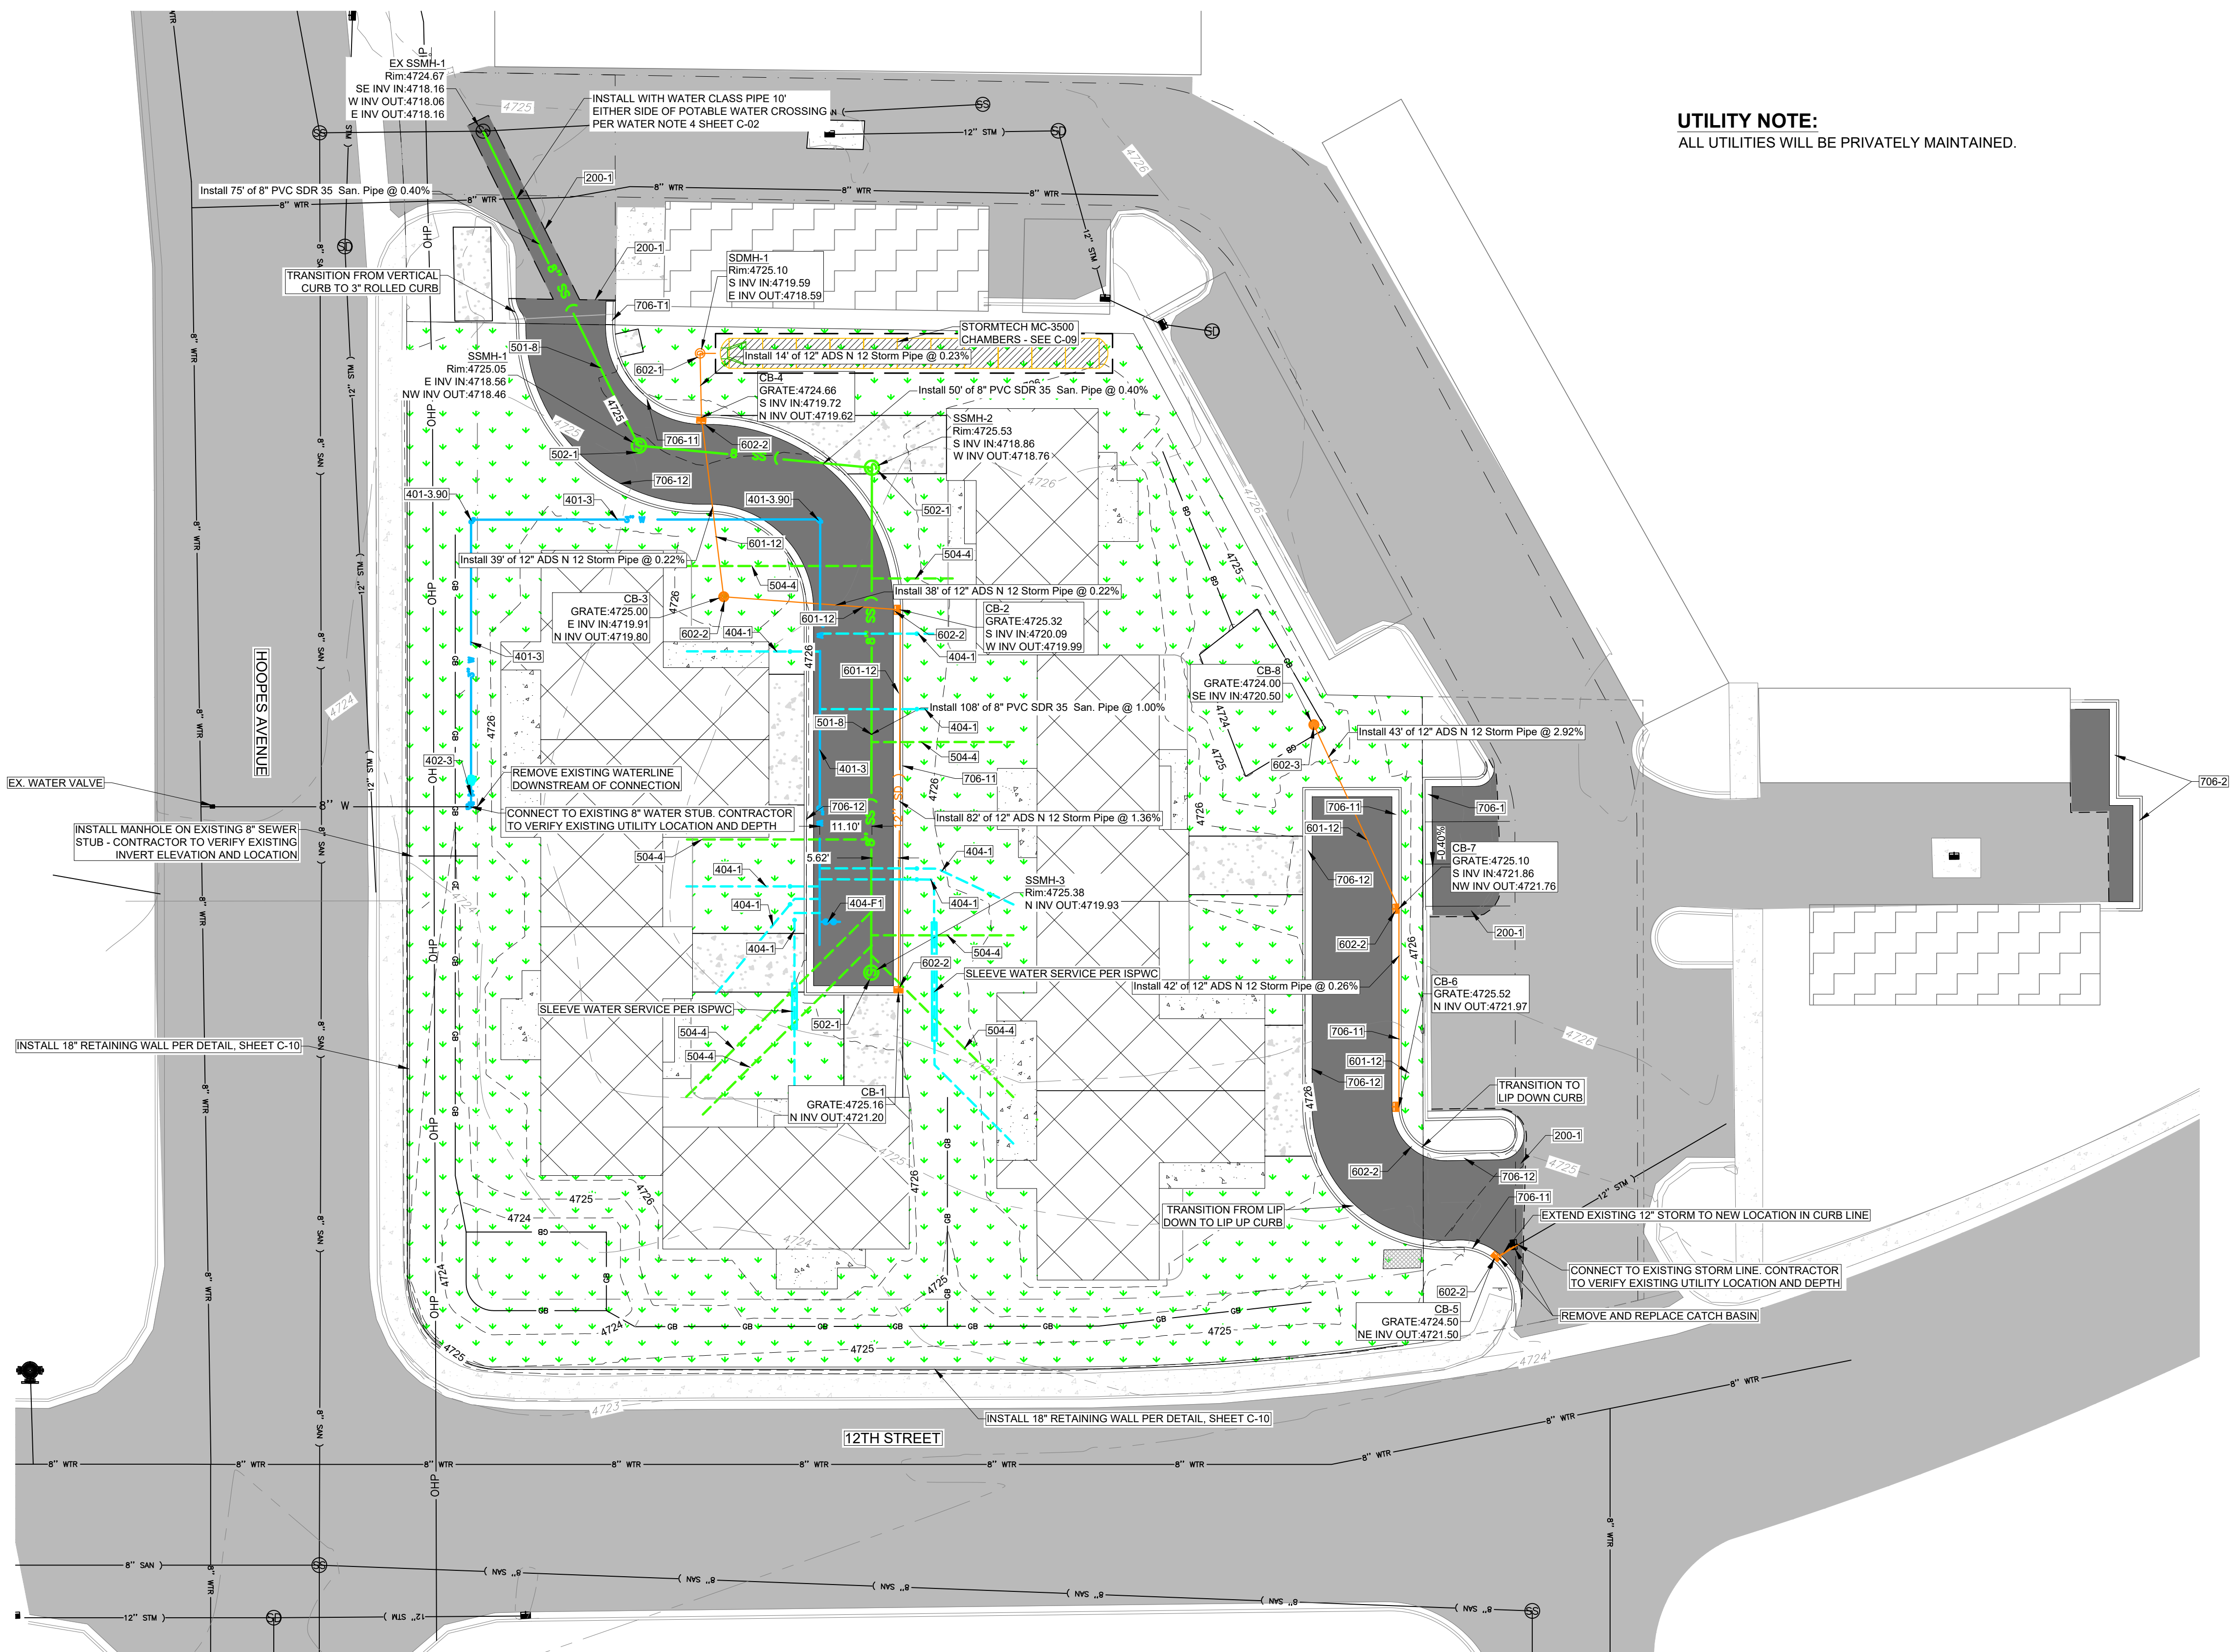 UTILITY NOTE:
ALL UTILITIES WILL BE PRIVATELY MAINTAINED.
EX SSMH-1
Rim:4724.67
SE INV IN:4718.16
W INV OUT:4718.06
E INV OUT:4718.16
INSTALL WITH WATER CLASS PIPE 10'
EITHER SIDE OF POTABLE WATER CROSSING
PER WATER NOTE 4 SHEET C-02
Install 75' of 8" PVC SDR 35 San. Pipe @ 0.40%
200-1
200-1
TRANSITION FROM VERTICAL
CURB TO 3" ROLLED CURB
SDMH-1
Rim:4725.10
S INV IN:4719.59
E INV OUT:4718.59
706-T1
STORMTECH MC-3500
CHAMBERS - SEE C-09
501-8
SSMH-1
Rim:4725.05
E INV IN:4718.56
NW INV OUT:4718.46
602-1
Install 14' of 12" ADS N 12 Storm Pipe @ 0.23%
CB-4
GRATE:4724.66
S INV IN:4719.72
N INV OUT:4719.62
Install 50' of 8" PVC SDR 35 San. Pipe @ 0.40%
SSMH-2
Rim:4725.53
S INV IN:4718.86
W INV OUT:4718.76
706-11
602-2
502-1
706-12
502-1
401-3.90
401-3
401-3.90
601-12
Install 39' of 12" ADS N 12 Storm Pipe @ 0.22%
504-4
504-4
Install 38' of 12" ADS N 12 Storm Pipe @ 0.22%
CB-3
GRATE:4725.00
E INV IN:4719.91
N INV OUT:4719.80
602-2
404-1
601-12
CB-2
GRATE:4725.32
S INV IN:4720.09
W INV OUT:4719.99
602-2
404-1
401-3
601-12
CB-8
GRATE:4724.00
SE INV IN:4720.50
Install 108' of 8" PVC SDR 35 San. Pipe @ 1.00%
501-8
404-1
Install 43' of 12" ADS N 12 Storm Pipe @ 2.92%
602-3
504-4
401-3
706-11
402-3
REMOVE EXISTING WATERLINE
DOWNSTREAM OF CONNECTION
EX. WATER VALVE
8" W
706-2
CONNECT TO EXISTING 8" WATER STUB. CONTRACTOR
TO VERIFY EXISTING UTILITY LOCATION AND DEPTH
706-12
11.10'
Install 82' of 12" ADS N 12 Storm Pipe @ 1.36%
706-11
706-1
601-12
INSTALL MANHOLE ON EXISTING 8" SEWER
STUB - CONTRACTOR TO VERIFY EXISTING
INVERT ELEVATION AND LOCATION
504-4
5.62'
404-1
-0.40%
CB-7
GRATE:4725.10
S INV IN:4721.86
NW INV OUT:4721.76
404-1
404-1
SSMH-3
Rim:4725.38
N INV OUT:4719.93
706-12
404-1
404-F1
404-1
504-4
602-2
200-1
602-2
SLEEVE WATER SERVICE PER ISPWC
Install 42' of 12" ADS N 12 Storm Pipe @ 0.26%
CB-6
GRATE:4725.52
N INV OUT:4721.97
SLEEVE WATER SERVICE PER ISPWC
502-1
504-4
504-4
504-4
706-11
601-12
INSTALL 18" RETAINING WALL PER DETAIL, SHEET C-10
706-12
CB-1
GRATE:4725.16
N INV OUT:4721.20
TRANSITION TO
LIP DOWN CURB
200-1
602-2
706-12
706-11
TRANSITION FROM LIP
DOWN TO LIP UP CURB
EXTEND EXISTING 12" STORM TO NEW LOCATION IN CURB LINE
CONNECT TO EXISTING STORM LINE. CONTRACTOR
TO VERIFY EXISTING UTILITY LOCATION AND DEPTH
602-2
CB-5
GRATE:4724.50
NE INV OUT:4721.50
REMOVE AND REPLACE CATCH BASIN
INSTALL 18" RETAINING WALL PER DETAIL, SHEET C-10
HOOPES AVENUE
12TH STREET